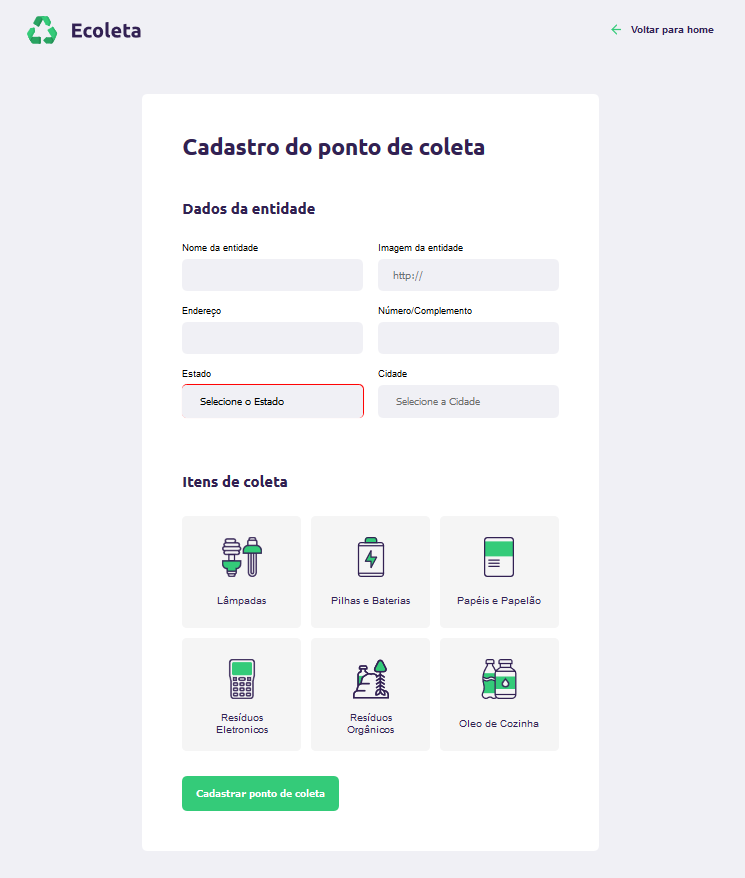 Ecoleta
Voltar para home
Cadastro do ponto de coleta
Dados da entidade
Nome da entidade
Imagem da entidade
http://
Endereço
Número/Complemento
Estado
Cidade
Selecione o Estado
Selecione a Cidade
Itens de coleta
Lâmpadas
Pilhas e Baterias
Papéis e Papelão
Resíduos
Eletronicos
Resíduos
Orgânicos
Oleo de Cozinha
Cadastrar ponto de coleta